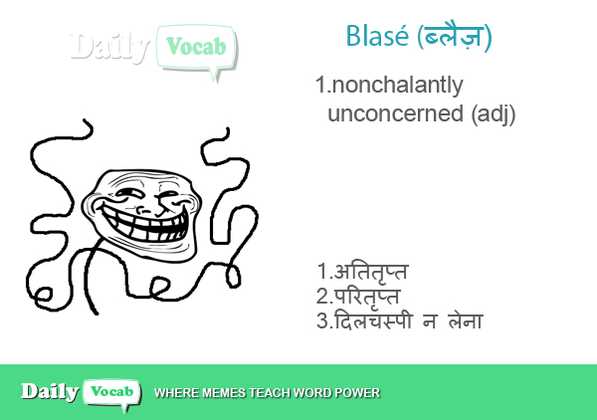 Daily Vocab
Blasé (ब्लैज़)
1.nonchalantly
unconcerned (adj)
1.अतितृप्त
2.परितृप्त
3.दिलचस्पी न लेना
Daily Vocab WHERE MEMES TEACH WORD POWER